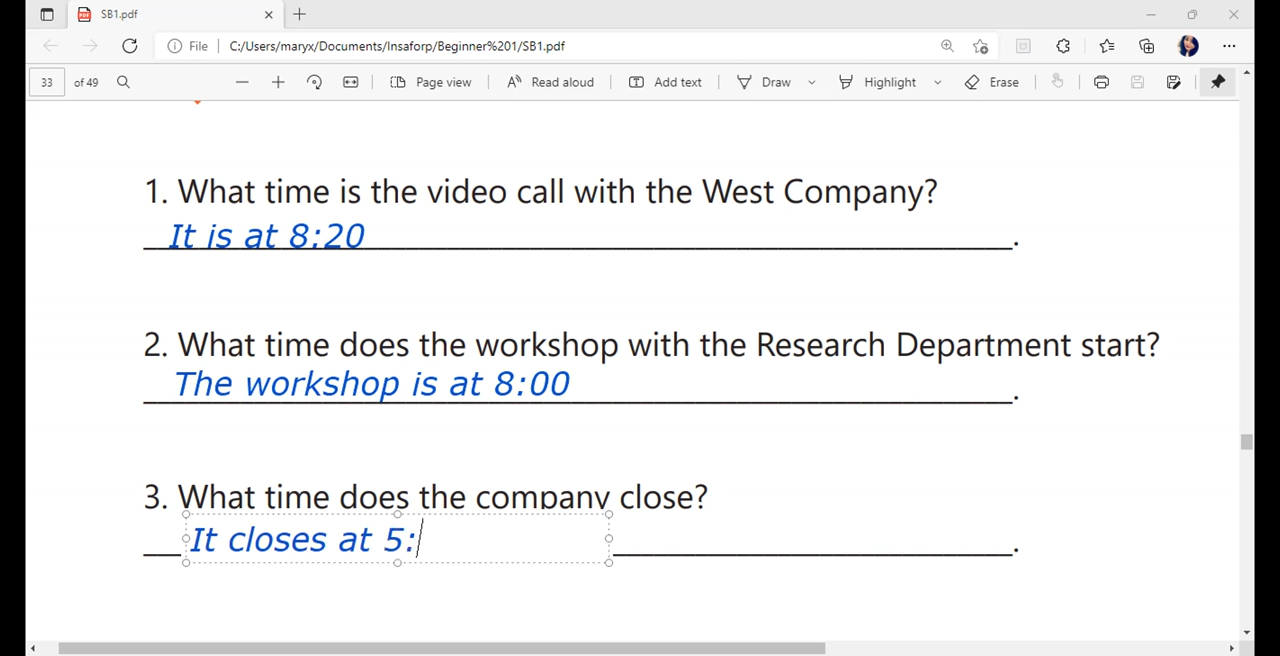 SB1.pdf
File C:/Users/maryx/Documents/Insaforp/Beginner%201/SB1.pdf
33 of 49 Page view Read aloud Add text Draw Highlight Erase
1. What time is the video call with the West Company?
It is at 8:20
2. What time does the workshop with the Research Department start?
The workshop is at 8:00
3. What time does the company close?
It closes at 5: